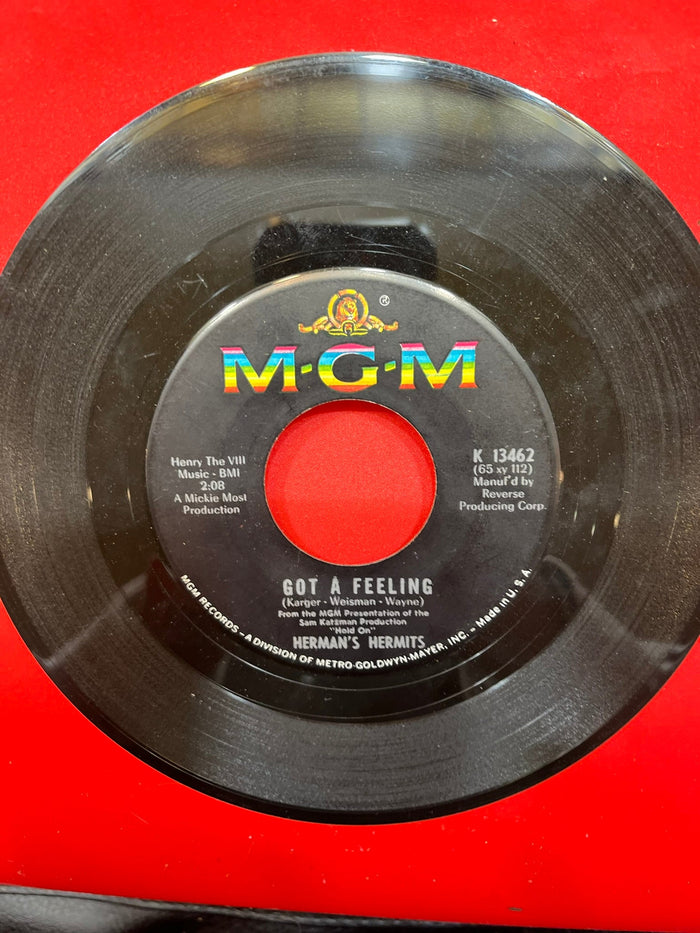 ®
M-G-M
Henry The VIII
Music - BMI
2:08
A Mickie Most
Production
K 13462
(65 xy 112)
Manuf'd by
Reverse
Producing Corp.
GOT A FEELING
(Karger - Weisman - Wayne)
From the MGM Presentation of the
Sam Katzman Production
"Hold On"
HERMAN'S HERMITS
MGM RECORDS – A DIVISION OF METRO-GOLDWYN-MAYER, INC. – Made in U.S.A.